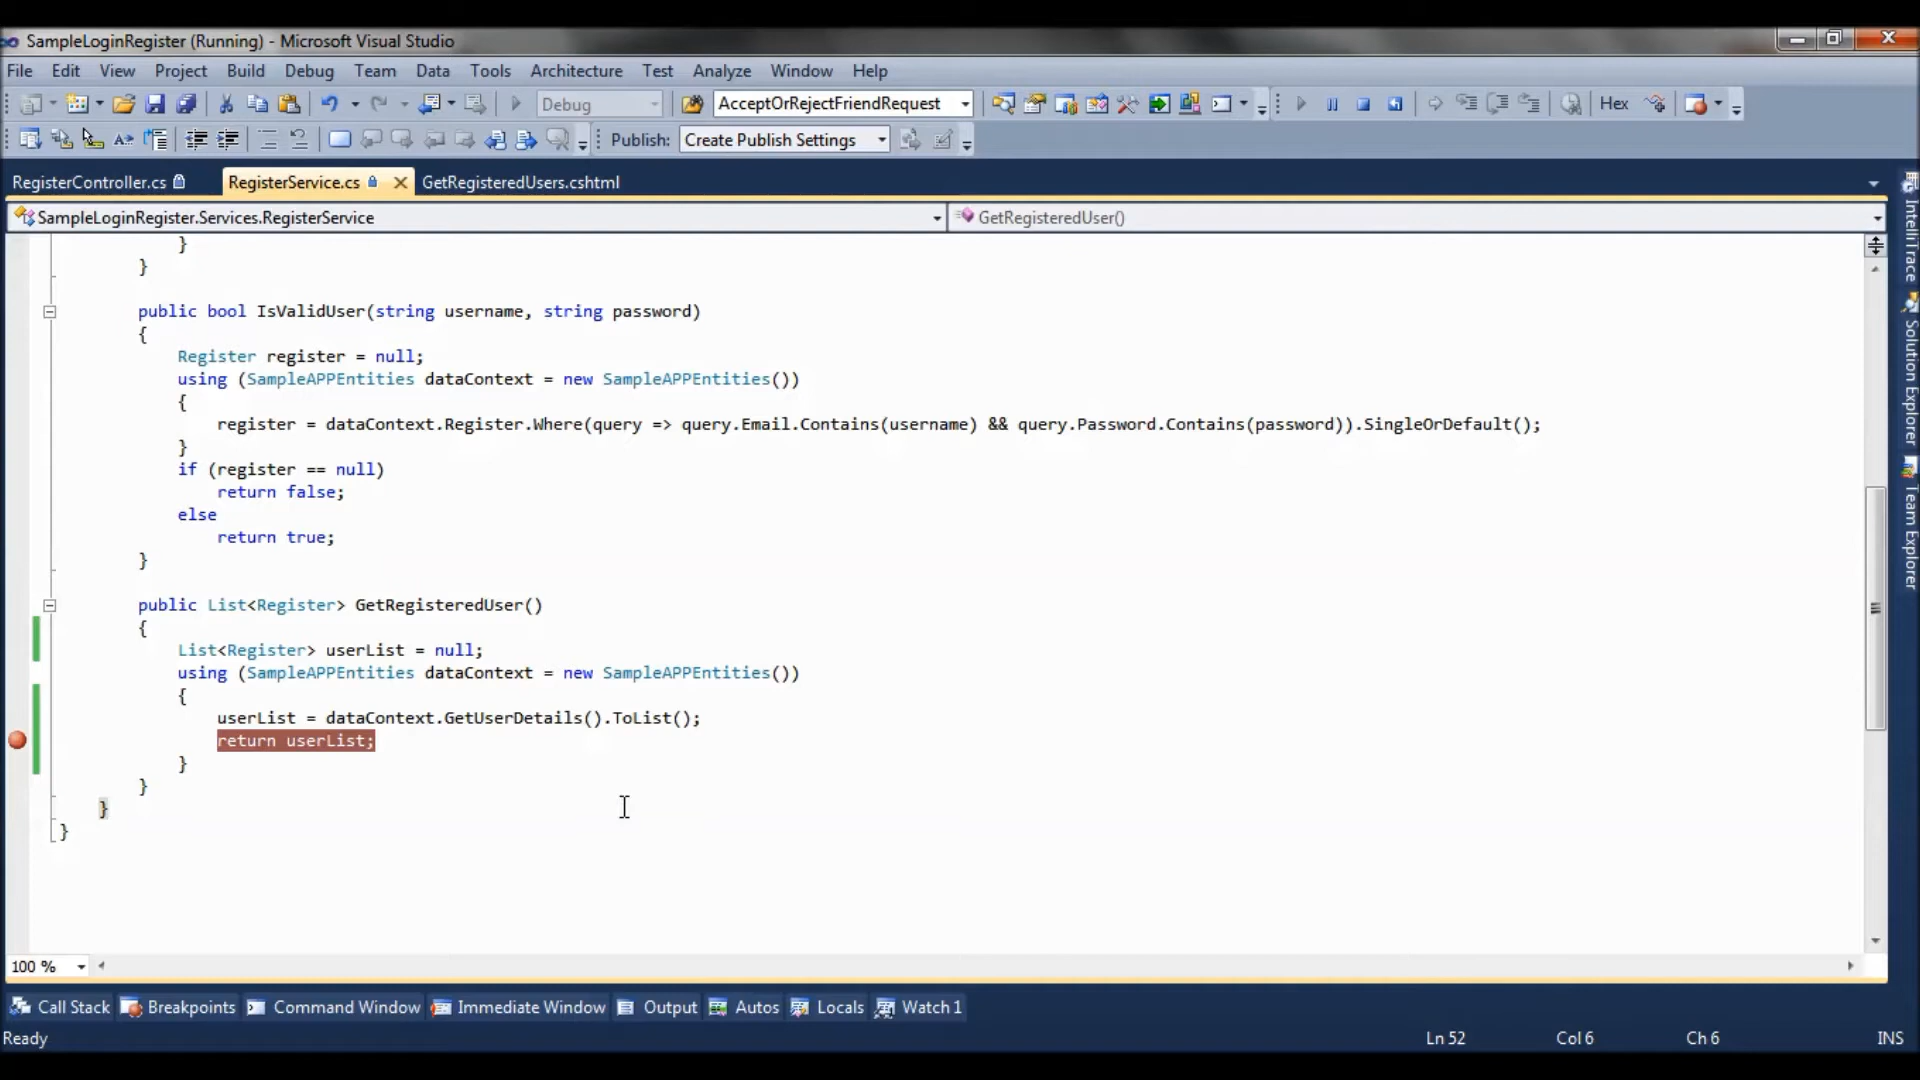 SampleLoginRegister (Running) - Microsoft Visual Studio
File Edit View Project Build Debug Team Data Tools Architecture Test Analyze Window Help
Debug AcceptOrRejectFriendRequest Hex
Publish: Create Publish Settings
RegisterController.cs RegisterService.cs GetRegisteredUsers.cshtml
SampleLoginRegister.Services.RegisterService GetRegisteredUser()
}
}
public bool IsValidUser(string username, string password)
{
Register register = null;
using (SampleAPPEntities dataContext = new SampleAPPEntities())
{
register = dataContext.Register.Where(query => query.Email.Contains(username) && query.Password.Contains(password)).SingleOrDefault();
}
if (register == null)
return false;
else
return true;
}
public List<Register> GetRegisteredUser()
{
List<Register> userList = null;
using (SampleAPPEntities dataContext = new SampleAPPEntities())
{
userList = dataContext.GetUserDetails().ToList();
return userList;
}
}
}
}
IntelliTrace
Solution Explorer
Team Explorer
100 %
Call Stack Breakpoints Command Window Immediate Window Output Autos Locals Watch 1
Ready Ln 52 Col 6 Ch 6 INS